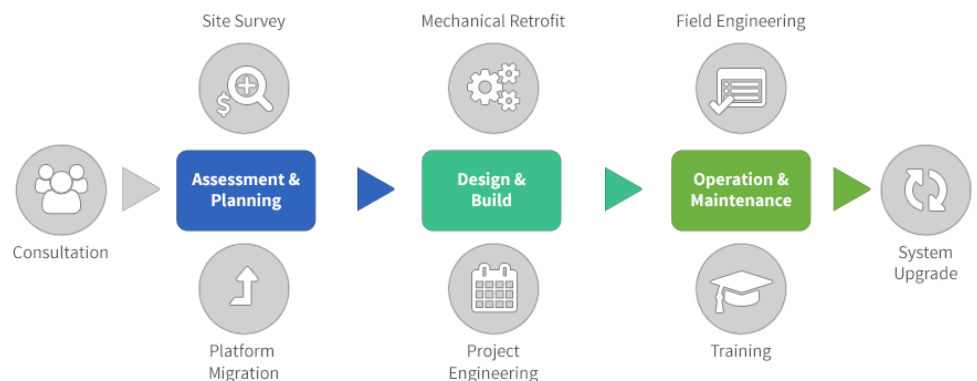 Site Survey
Mechanical Retrofit
Field Engineering
Assessment &
Planning
Design &
Build
Operation &
Maintenance
Consultation
System
Upgrade
$
Platform
Migration
Project
Engineering
Training